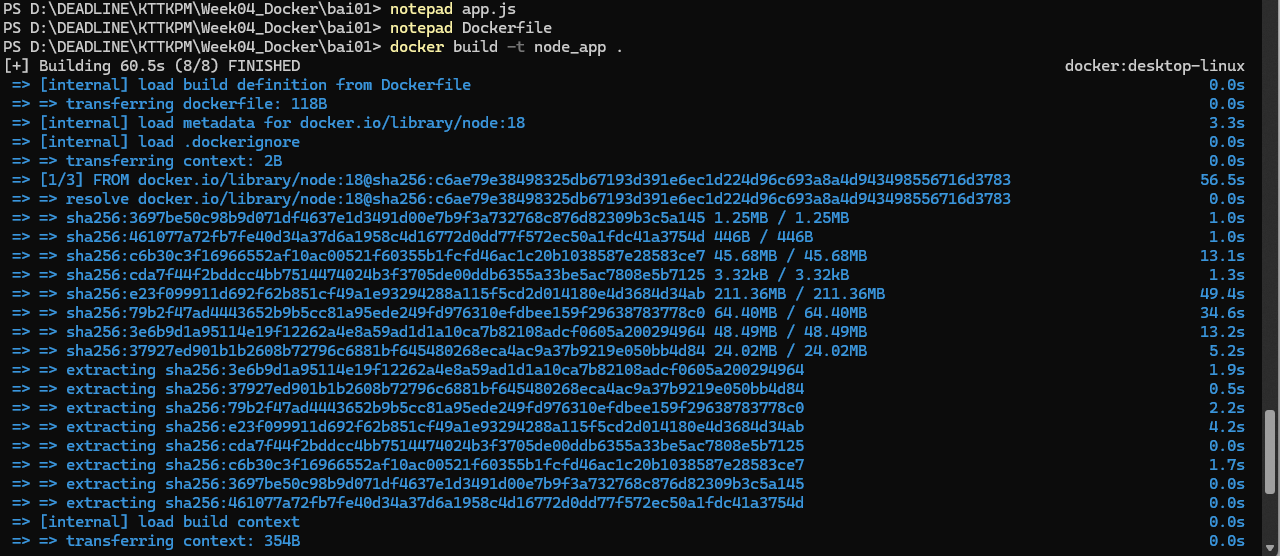 PS D:\DEADLINE\KTTKPM\Week04_Docker\bai01> notepad app.js
PS D:\DEADLINE\KTTKPM\Week04_Docker\bai01> notepad Dockerfile
PS D:\DEADLINE\KTTKPM\Week04_Docker\bai01> docker build -t node_app .
[+] Building 60.5s (8/8) FINISHED docker:desktop-linux
=> [internal] load build definition from Dockerfile 0.0s
=> => transferring dockerfile: 118B 0.0s
=> [internal] load metadata for docker.io/library/node:18 3.3s
=> [internal] load .dockerignore 0.0s
=> => transferring context: 2B 0.0s
=> [1/3] FROM docker.io/library/node:18@sha256:c6ae79e38498325db67193d391e6ec1d224d96c693a8a4d943498556716d3783 56.5s
=> => resolve docker.io/library/node:18@sha256:c6ae79e38498325db67193d391e6ec1d224d96c693a8a4d943498556716d3783 0.0s
=> => sha256:3697be50c98b9d071df4637e1d3491d00e7b9f3a732768c876d82309b3c5a145 1.25MB / 1.25MB 1.0s
=> => sha256:461077a72fb7fe40d34a37d6a1958c4d16772d0dd77f572ec50a1fdc41a3754d 446B / 446B 1.0s
=> => sha256:c6b30c3f16966552af10ac00521f60355b1fcfd46ac1c20b1038587e28583ce7 45.68MB / 45.68MB 13.1s
=> => sha256:cda7f44f2bddcc4bb7514474024b3f3705de00ddb6355a33be5ac7808e5b7125 3.32kB / 3.32kB 1.3s
=> => sha256:e23f099911d692f62b851cf49a1e93294288a115f5cd2d014180e4d3684d34ab 211.36MB / 211.36MB 49.4s
=> => sha256:79b2f47ad4443652b9b5cc81a95ede249fd976310efdbee159f29638783778c0 64.40MB / 64.40MB 34.6s
=> => sha256:3e6b9d1a95114e19f12262a4e8a59ad1d1a10ca7b82108adcf0605a200294964 48.49MB / 48.49MB 13.2s
=> => sha256:37927ed901b1b2608b72796c6881bf645480268eca4ac9a37b9219e050bb4d84 24.02MB / 24.02MB 5.2s
=> => extracting sha256:3e6b9d1a95114e19f12262a4e8a59ad1d1a10ca7b82108adcf0605a200294964 1.9s
=> => extracting sha256:37927ed901b1b2608b72796c6881bf645480268eca4ac9a37b9219e050bb4d84 0.5s
=> => extracting sha256:79b2f47ad4443652b9b5cc81a95ede249fd976310efdbee159f29638783778c0 2.2s
=> => extracting sha256:e23f099911d692f62b851cf49a1e93294288a115f5cd2d014180e4d3684d34ab 4.2s
=> => extracting sha256:cda7f44f2bddcc4bb7514474024b3f3705de00ddb6355a33be5ac7808e5b7125 0.0s
=> => extracting sha256:c6b30c3f16966552af10ac00521f60355b1fcfd46ac1c20b1038587e28583ce7 1.7s
=> => extracting sha256:3697be50c98b9d071df4637e1d3491d00e7b9f3a732768c876d82309b3c5a145 0.0s
=> => extracting sha256:461077a72fb7fe40d34a37d6a1958c4d16772d0dd77f572ec50a1fdc41a3754d 0.0s
=> [internal] load build context 0.0s
=> => transferring context: 354B 0.0s